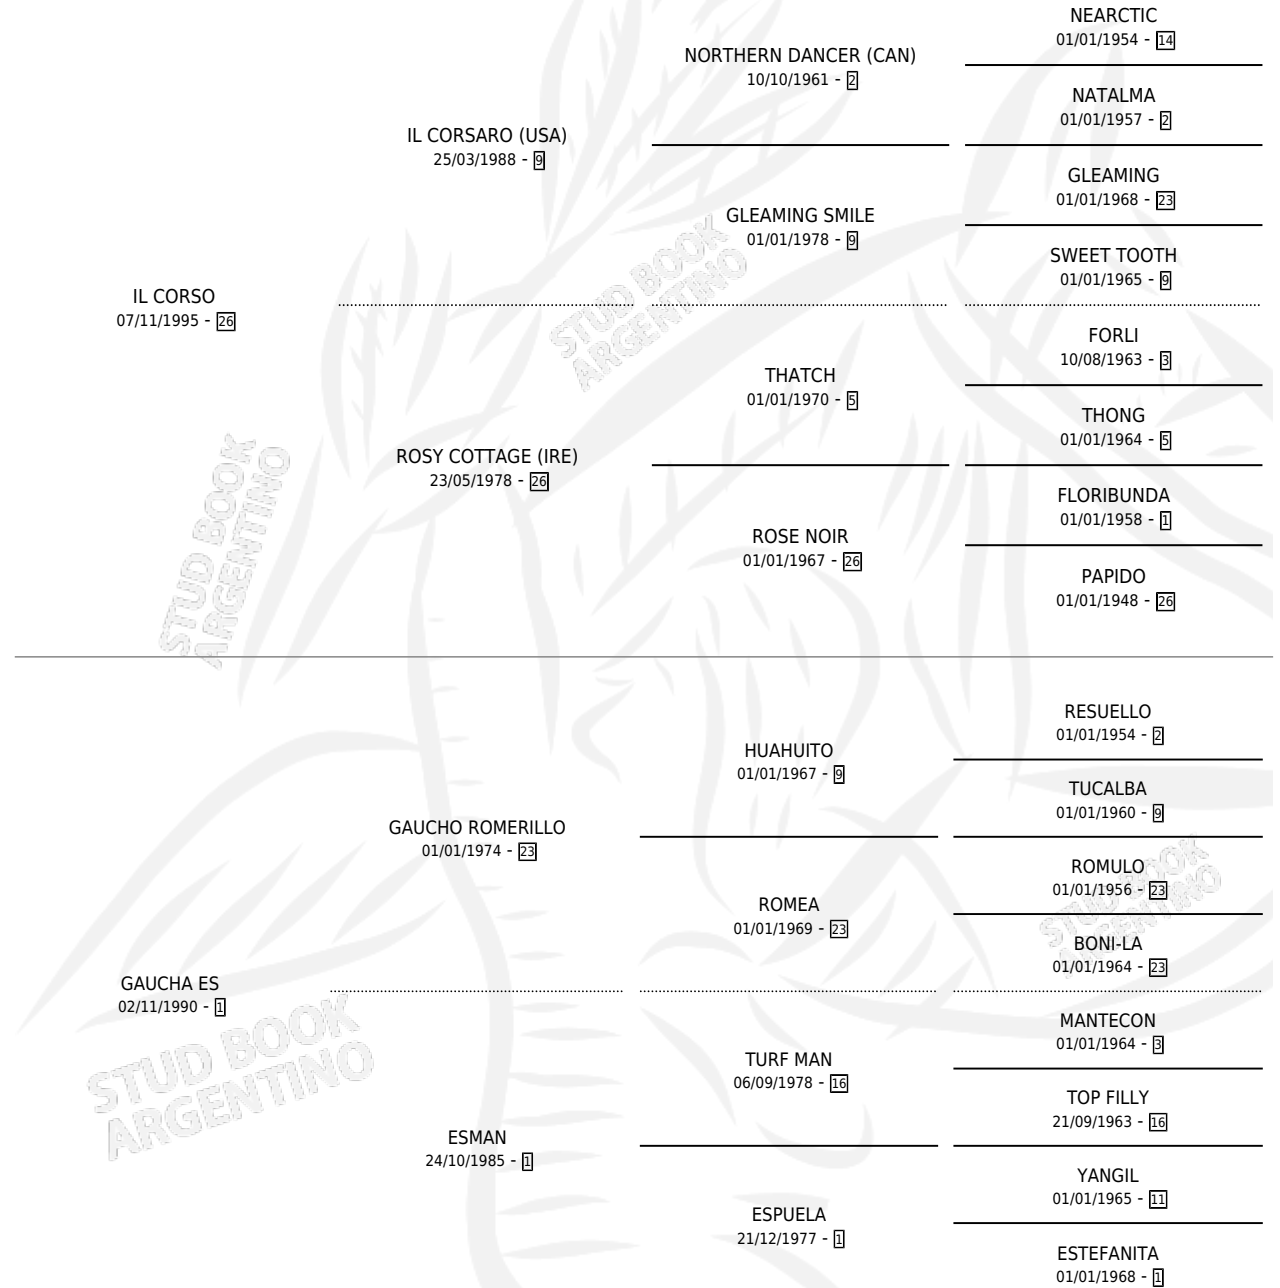 NEARCTIC
01/01/1954 - 14
NORTHERN DANCER (CAN)
10/10/1961 - 2
NATALMA
01/01/1957 - 2
IL CORSARO (USA)
25/03/1988 - 9
GLEAMING
01/01/1968 - 23
GLEAMING SMILE
01/01/1978 - 9
SWEET TOOTH
01/01/1965 - 9
STUD BOOK
ARGENTINO
IL CORSO
07/11/1995 - 26
FORLI
10/08/1963 - 3
THATCH
01/01/1970 - 5
THONG
01/01/1964 - 5
ROSY COTTAGE (IRE)
23/05/1978 - 26
FLORIBUNDA
01/01/1958 - 1
ROSE NOIR
01/01/1967 - 26
PAPIDO
01/01/1948 - 26
STUD BOOK
ARGENTINO
RESUELLO
01/01/1954 - 2
HUAHUITO
01/01/1967 - 9
TUCALBA
01/01/1960 - 9
GAUCHO ROMERILLO
01/01/1974 - 23
ROMULO
01/01/1956 - 23
ROMEA
01/01/1969 - 23
BONI-LA
01/01/1964 - 23
STUD BOOK
ARGENTINO
GAUCHA ES
02/11/1990 - 1
MANTECON
01/01/1964 - 3
TURF MAN
06/09/1978 - 16
TOP FILLY
21/09/1963 - 16
STUD BOOK
ARGENTINO
ESMAN
24/10/1985 - 1
YANGIL
01/01/1965 - 11
ESPUELA
21/12/1977 - 1
ESTEFANITA
01/01/1968 - 1